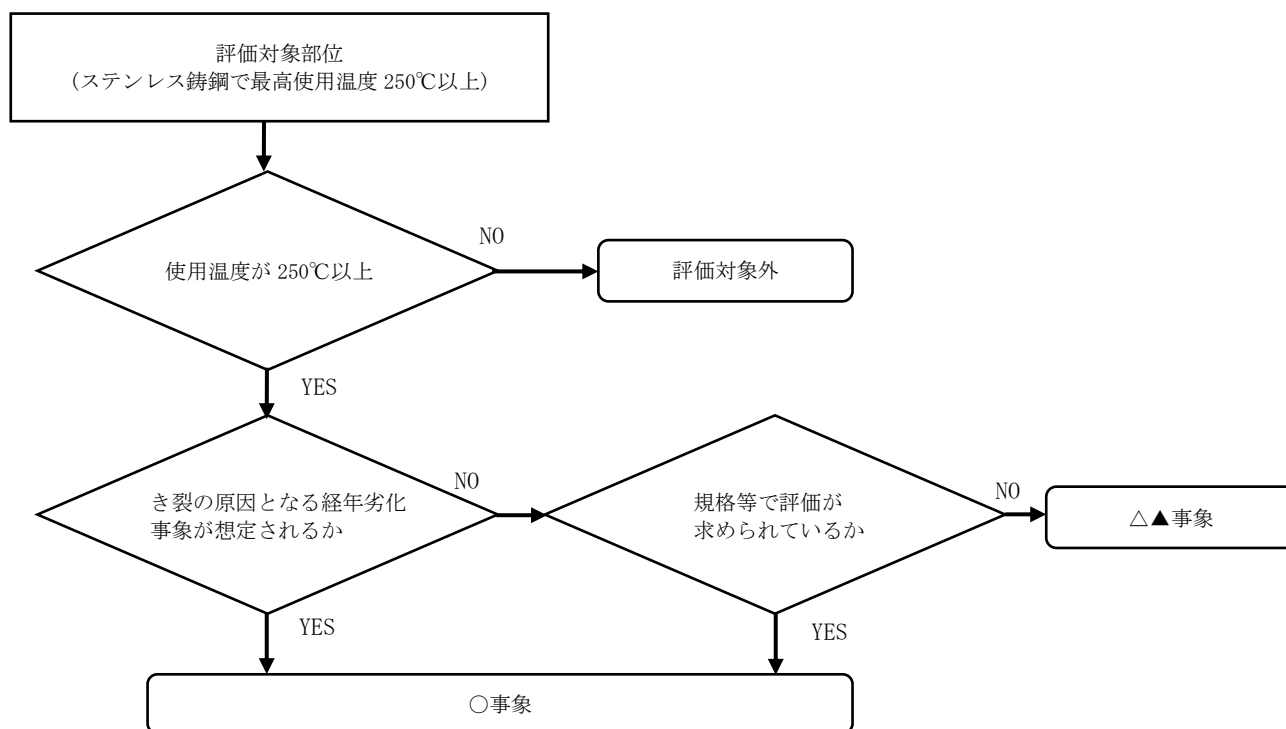 評価対象部位
(ステンレス鋳鋼で最高使用温度 250℃以上)
使用温度が 250℃以上
NO
評価対象外
YES
き裂の原因となる経年劣化
事象が想定されるか
NO
規格等で評価が
求められているか
NO
△▲事象
YES
YES
○事象